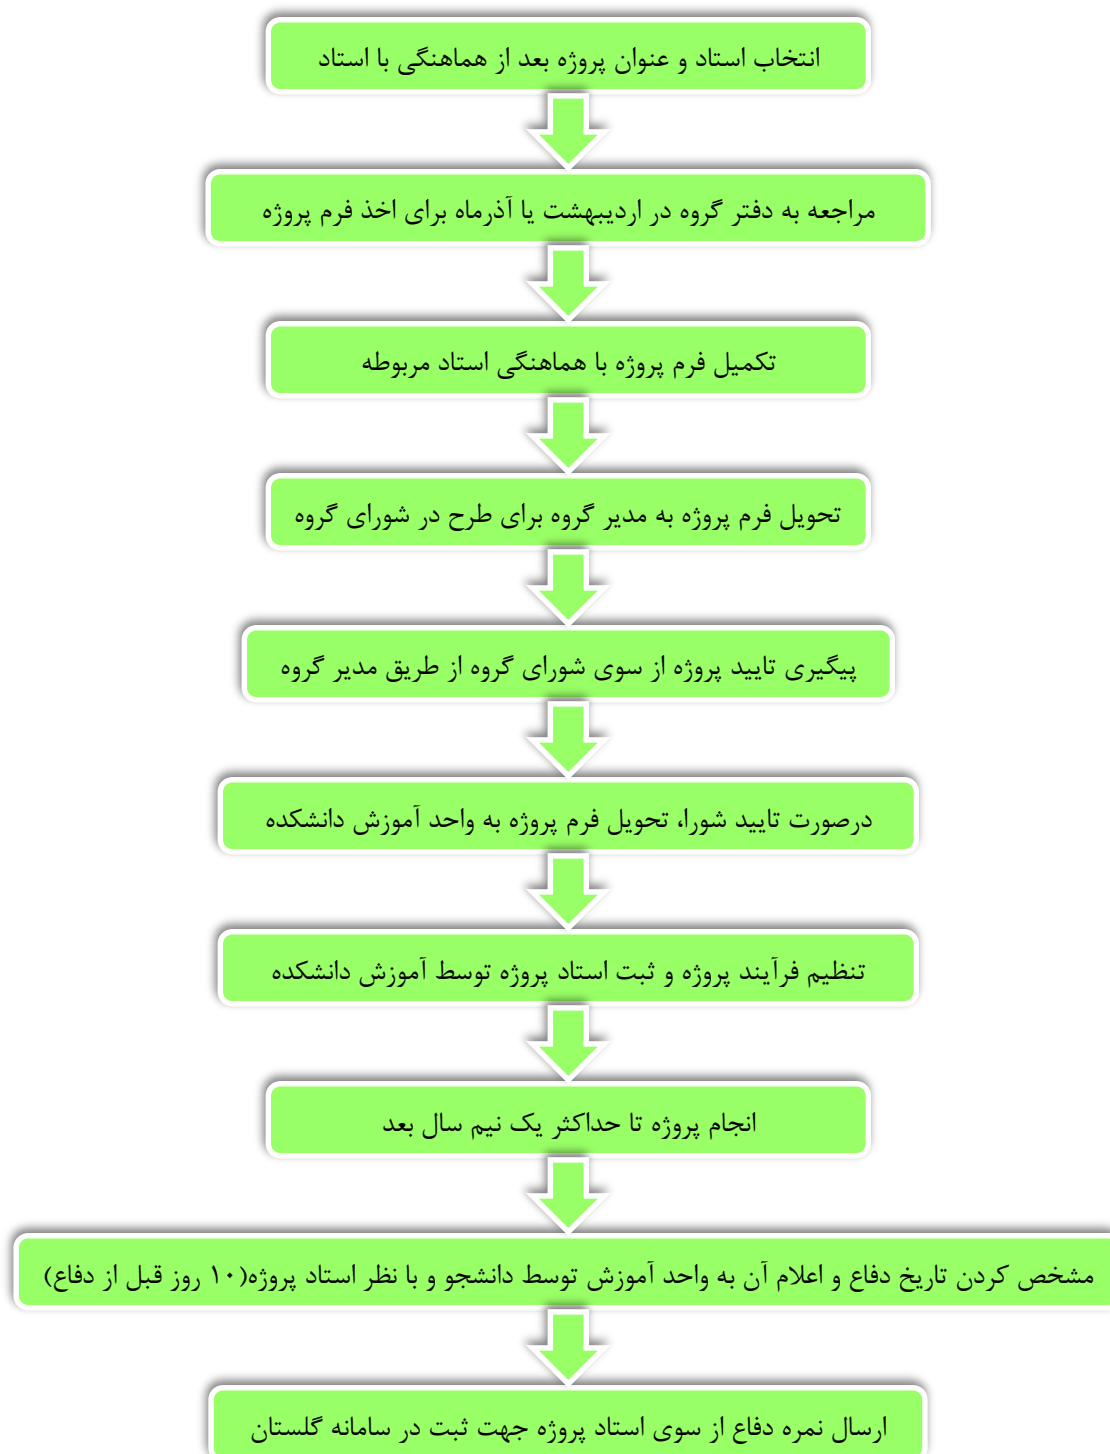 انتخاب استاد و عنوان پروژه بعد از هماهنگی با استاد
مراجعه به دفتر گروه در اردیبهشت یا آذرماه برای اخذ فرم پروژه
تکمیل فرم پروژه با هماهنگی استاد مربوطه
تحویل فرم پروژه به مدیر گروه برای طرح در شورای گروه
پیگیری تایید پروژه از سوی شورای گروه از طریق مدیر گروه
درصورت تایید شورا، تحویل فرم پروژه به واحد آموزش دانشکده
تنظیم فرآیند پروژه و ثبت استاد پروژه توسط آموزش دانشکده
انجام پروژه تا حداکثر یک نیم سال بعد
مشخص کردن تاریخ دفاع و اعلام آن به واحد آموزش توسط دانشجو و با نظر استاد پروژه(۱۰ روز قبل از دفاع)
ارسال نمره دفاع از سوی استاد پروژه جهت ثبت در سامانه گلستان